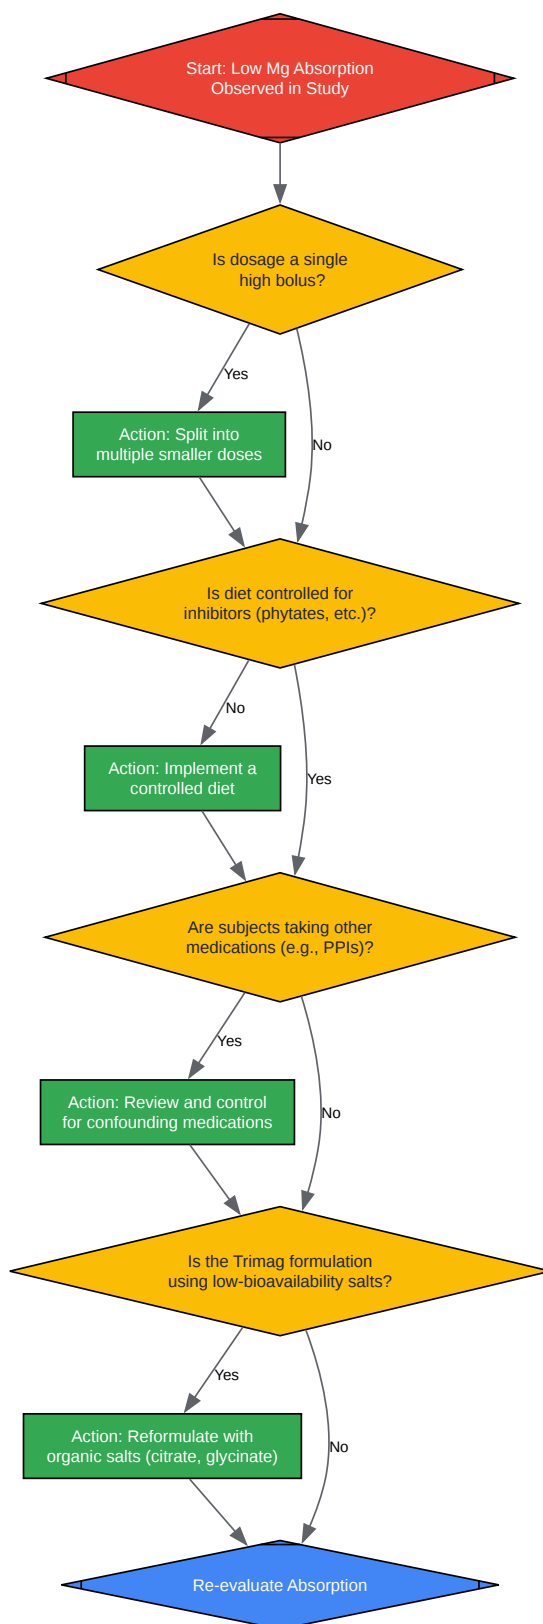 Start: Low Mg Absorption
Observed in Study
Is dosage a single
high bolus?
Yes
Action: Split into
multiple smaller doses
No
Is diet controlled for
inhibitors (phytates, etc.)?
No
Action: Implement a
controlled diet
Yes
Are subjects taking other
medications (e.g., PPIs)?
Yes
Action: Review and control
for confounding medications
No
Is the Trimag formulation
using low-bioavailability salts?
Yes
Action: Reformulate with
organic salts (citrate, glycinate)
No
Re-evaluate Absorption